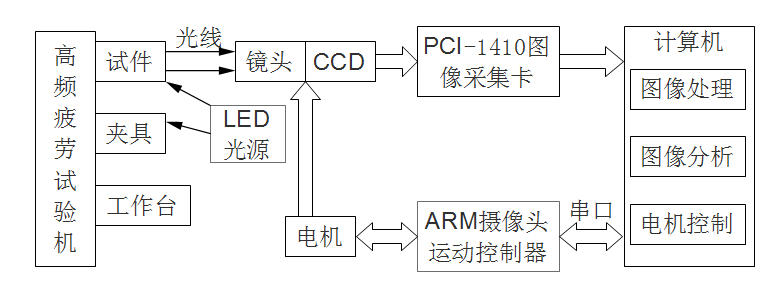 高频疲劳试验机
试件
夹具
工作台
光线
LED
光源
镜头
CCD
电机
PCI-1410图
像采集卡
ARM摄像头
运动控制器
串口
计算机
图像处理
图像分析
电机控制